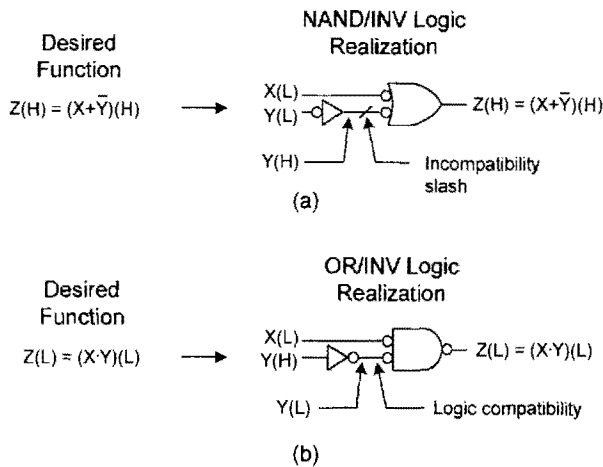 NAND/INV Logic
Realization
Desired
Function
Z(H) = (X+Ȳ)(H)
X(L)
Y(L)
Z(H) = (X+Ȳ)(H)
Y(H)
Incompatibility
slash
(a)
OR/INV Logic
Realization
Desired
Function
Z(L) = (X·Y)(L)
X(L)
Y(H)
Z(L) = (X·Y)(L)
Y(L)
Logic compatibility
(b)